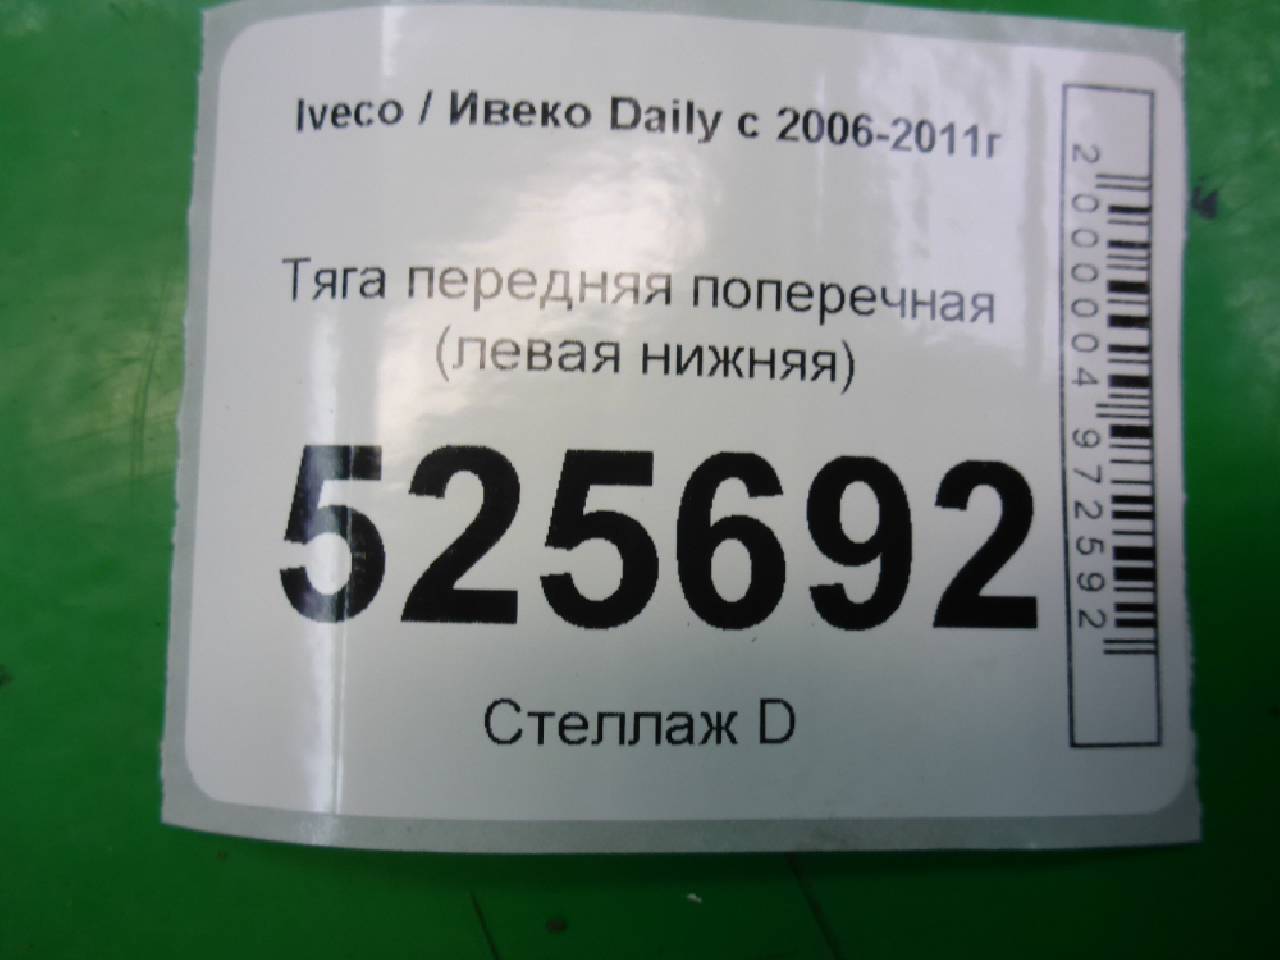 Iveco / Ивеко Daily с 2006-2011г
Тяга передняя поперечная
(левая нижняя)
525692
Стеллаж D
2000004972592